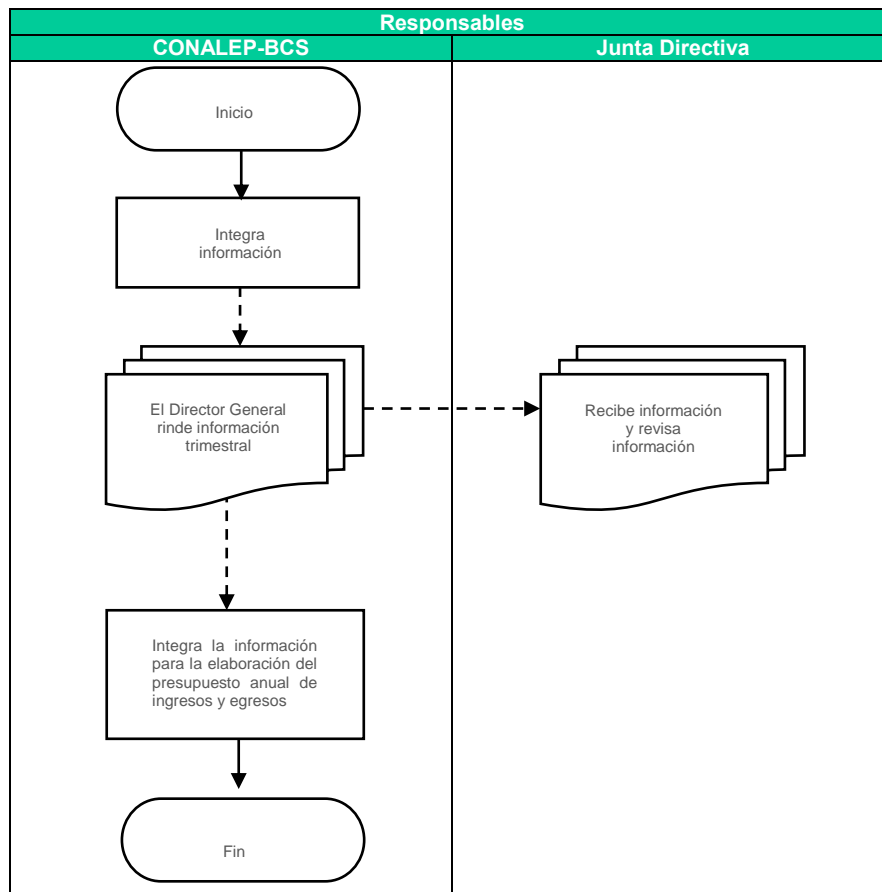 Responsables
CONALEP-BCS
Junta Directiva
Inicio
Integra
información
El Director General
rinde información
trimestral
Recibe información
y revisa
información
Integra la información
para la elaboración del
presupuesto anual de
ingresos y egresos
Fin